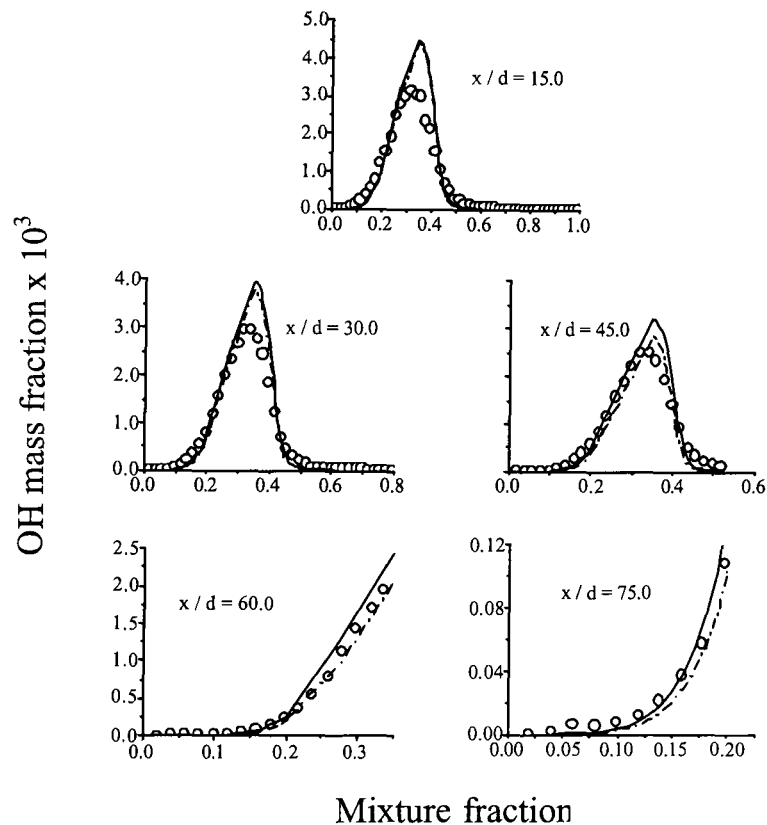 5.0
4.0
3.0
2.0
1.0
0.0
x / d = 15.0
0.0 0.2 0.4 0.6 0.8 1.0
OH mass fraction x 10³
4.0
3.0
2.0
1.0
0.0
x / d = 30.0
0.0 0.2 0.4 0.6 0.8
x / d = 45.0
0.0 0.2 0.4 0.6
2.5
2.0
1.5
1.0
0.5
0.0
x / d = 60.0
0.0 0.1 0.2 0.3
0.12
0.08
0.04
0.00
x / d = 75.0
0.00 0.05 0.10 0.15 0.20
Mixture fraction